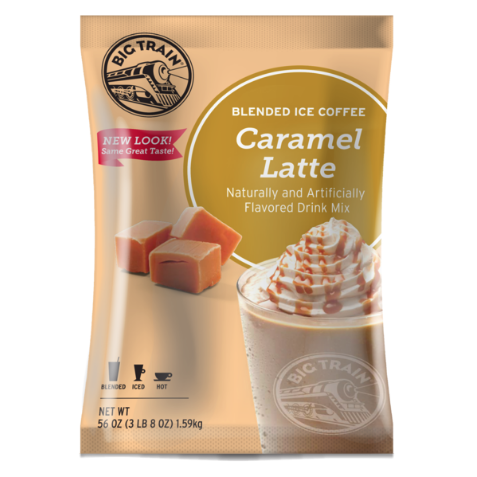 BIG TRAIN®
BLENDED ICE COFFEE
Caramel
Latte
Naturally and Artificially
Flavored Drink Mix
NEW LOOK!
Same Great Taste!
BIG TRAIN
BLENDED ICED HOT
NET WT
56 OZ (3 LB 8 OZ) 1.59kg